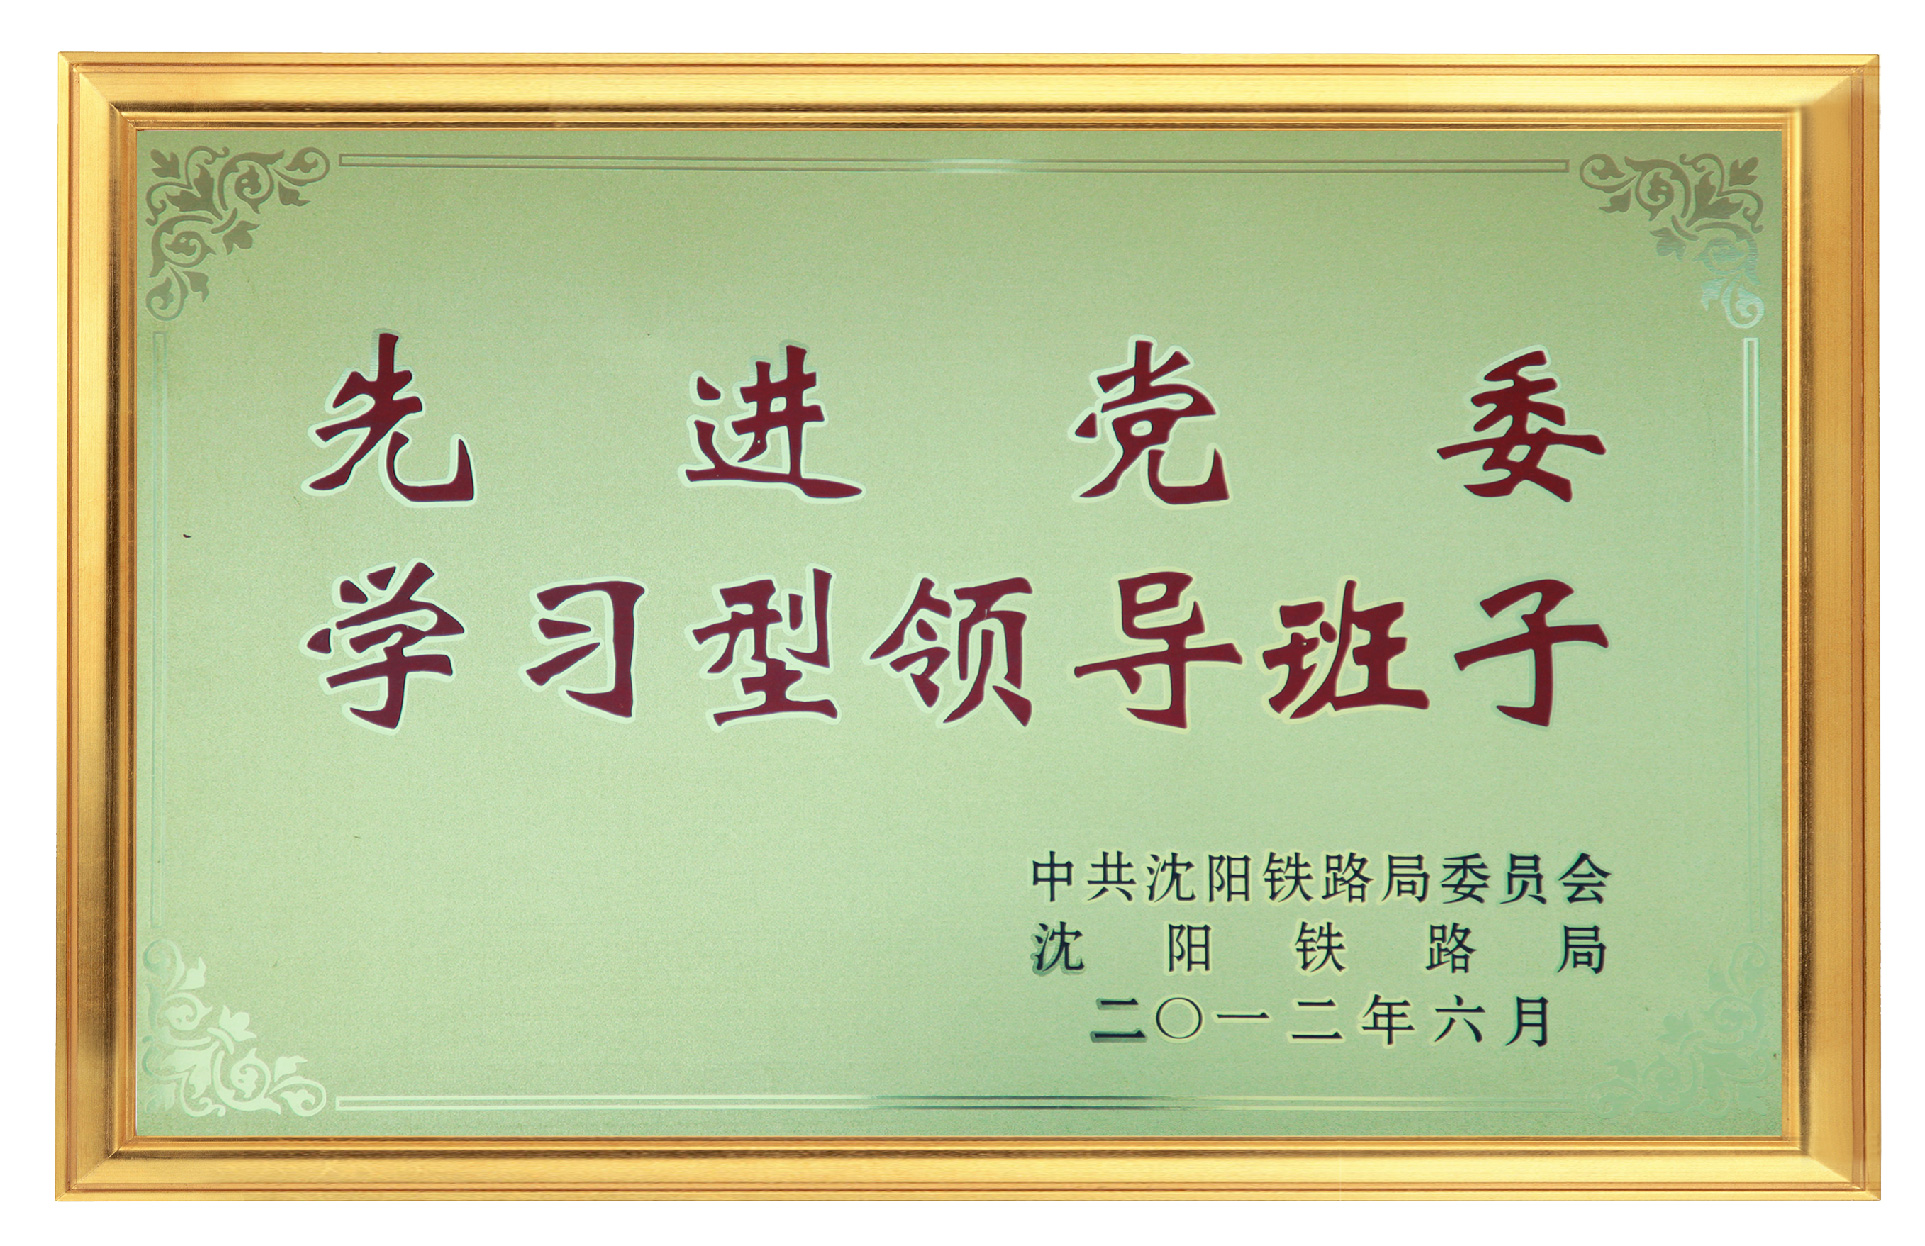 先进党委
学习型领导班子
中共沈阳铁路局委员会
沈阳铁路局
二〇一二年六月